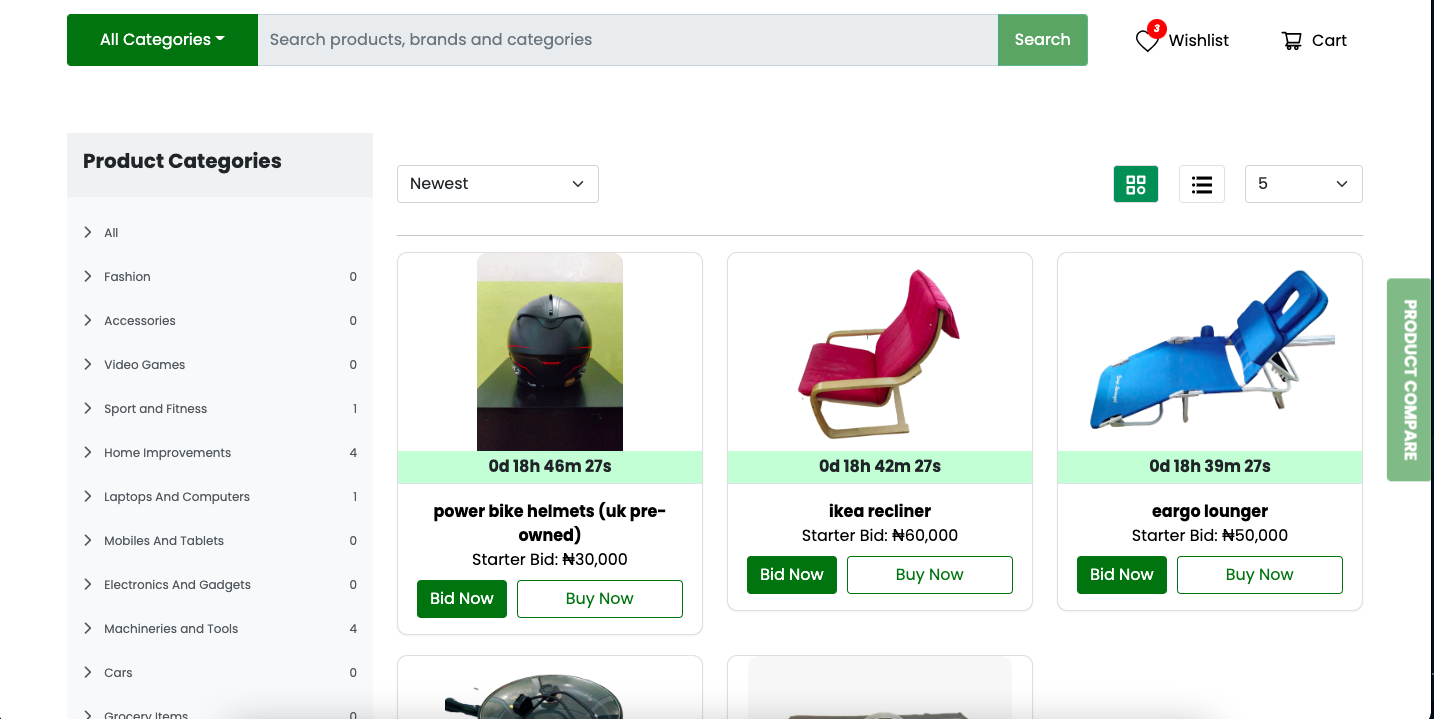 All Categories
Search products, brands and categories
Search
3
Wishlist
Cart
Product Categories
All
Fashion 0
Accessories 0
Video Games 0
Sport and Fitness 1
Home Improvements 4
Laptops And Computers 1
Mobiles And Tablets 0
Electronics And Gadgets 0
Machineries and Tools 4
Cars 0
Grocery Items 0
Newest
5
0d 18h 46m 27s
power bike helmets (uk pre-
owned)
Starter Bid: ₦30,000
Bid Now
Buy Now
0d 18h 42m 27s
ikea recliner
Starter Bid: ₦60,000
Bid Now
Buy Now
0d 18h 39m 27s
eargo lounger
Starter Bid: ₦50,000
Bid Now
Buy Now
PRODUCT COMPARE